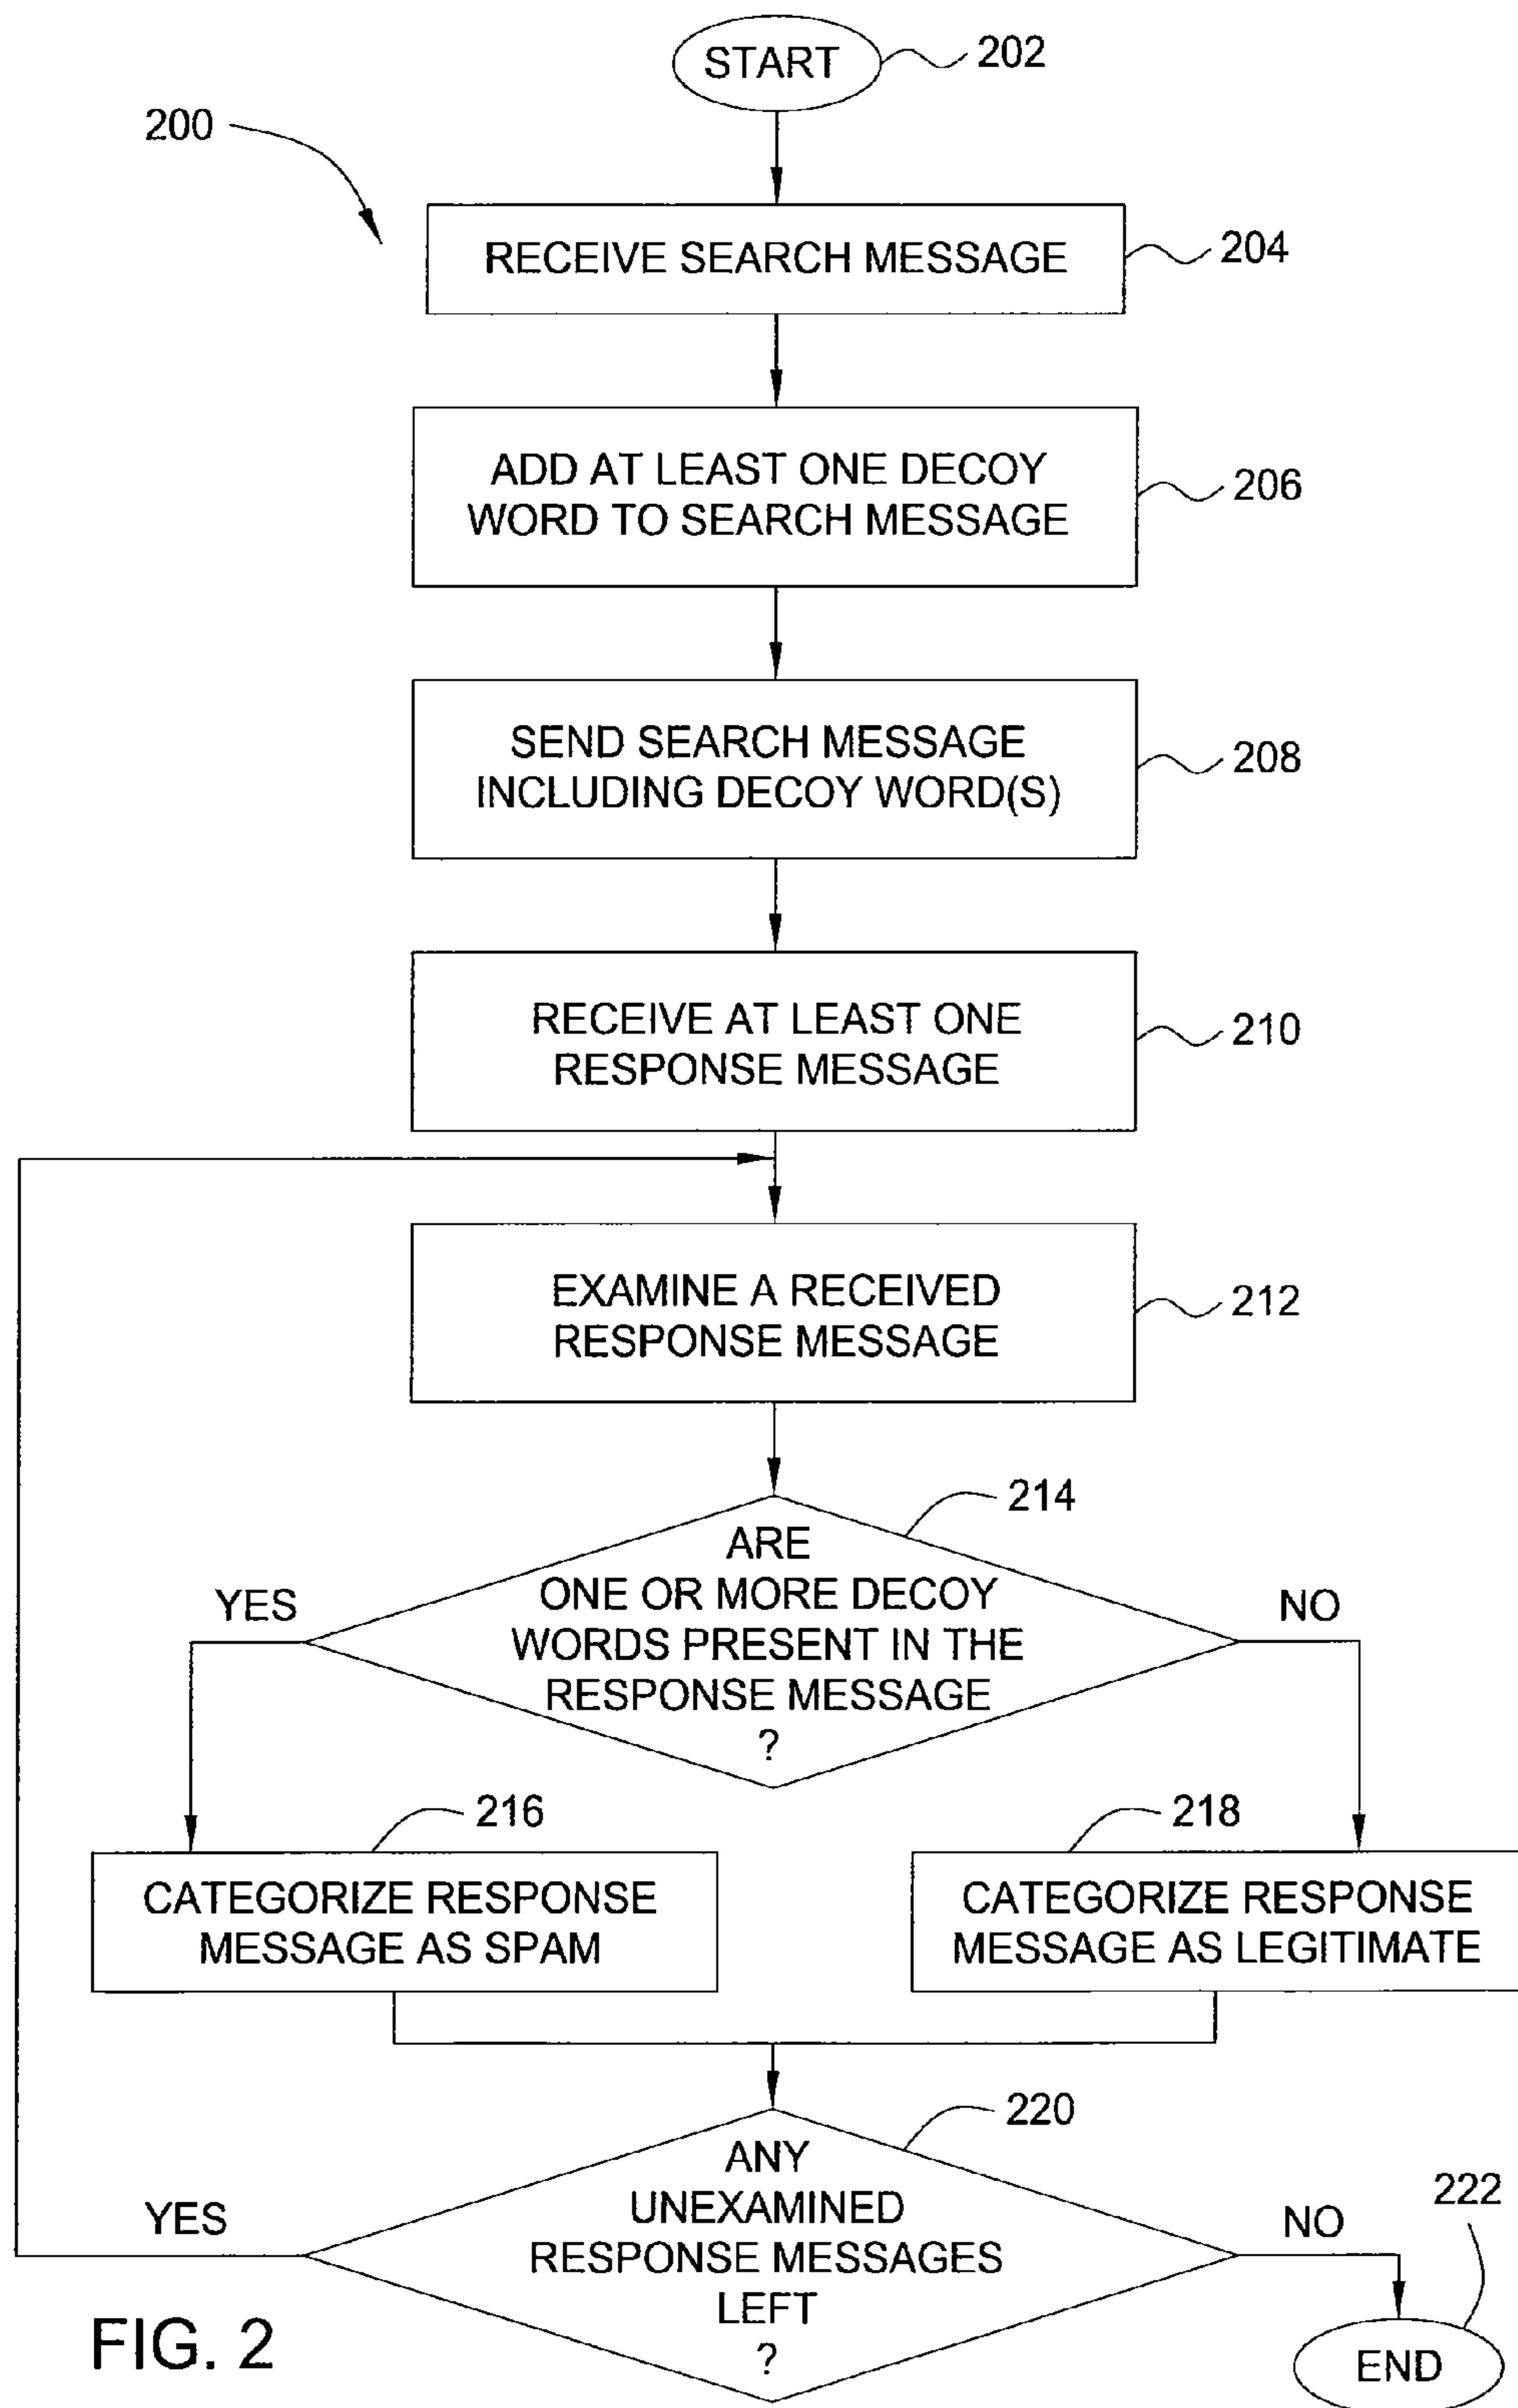 START
202
200
RECEIVE SEARCH MESSAGE
204
ADD AT LEAST ONE DECOY
WORD TO SEARCH MESSAGE
206
SEND SEARCH MESSAGE
INCLUDING DECOY WORD(S)
208
RECEIVE AT LEAST ONE
RESPONSE MESSAGE
210
EXAMINE A RECEIVED
RESPONSE MESSAGE
212
214
ARE
ONE OR MORE DECOY
WORDS PRESENT IN THE
RESPONSE MESSAGE
?
YES
NO
216
CATEGORIZE RESPONSE
MESSAGE AS SPAM
218
CATEGORIZE RESPONSE
MESSAGE AS LEGITIMATE
220
ANY
UNEXAMINED
RESPONSE MESSAGES
LEFT
?
YES
NO
222
END
FIG. 2